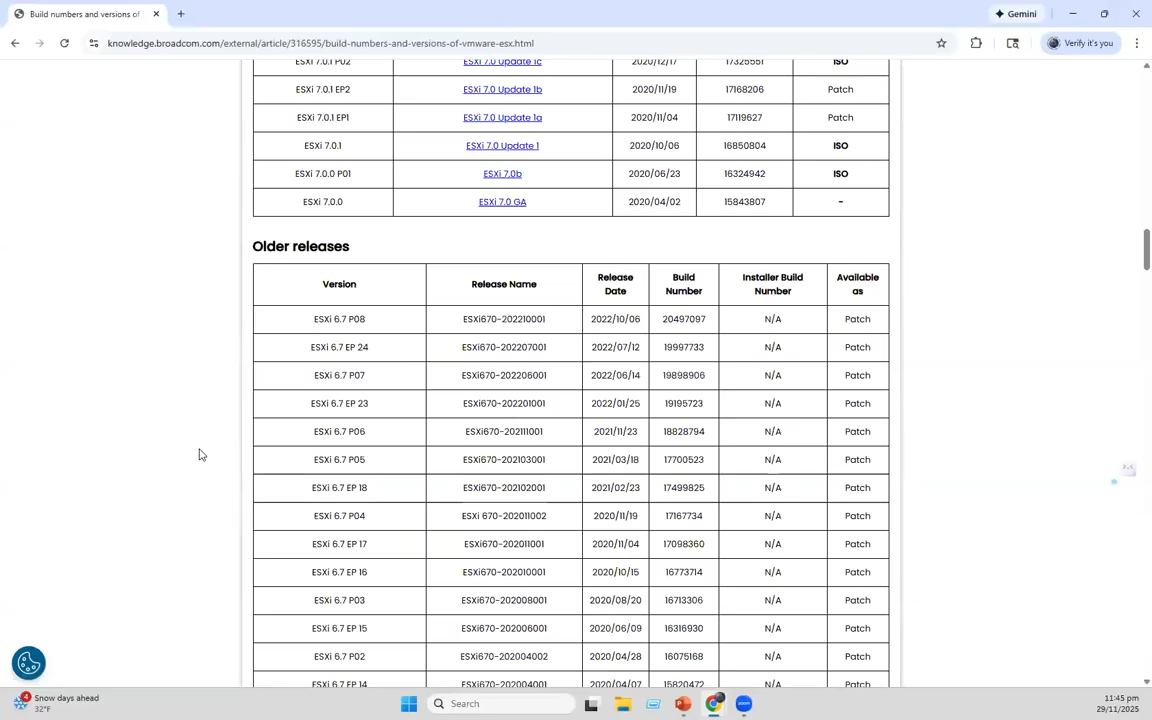 Build numbers and versions of
Gemini
knowledge.broadcom.com/external/article/316595/build-numbers-and-versions-of-vmware-esx.html
Verify it's you
ESXi 7.0.1 P02 ESXi 7.0 Update 1c 2020/12/17 17325551 ISO
ESXi 7.0.1 EP2 ESXi 7.0 Update 1b 2020/11/19 17168206 Patch
ESXi 7.0.1 EP1 ESXi 7.0 Update 1a 2020/11/04 17119627 Patch
ESXi 7.0.1 ESXi 7.0 Update 1 2020/10/06 16850804 ISO
ESXi 7.0.0 P01 ESXi 7.0b 2020/06/23 16324942 ISO
ESXi 7.0.0 ESXi 7.0 GA 2020/04/02 15843807 -
Older releases
Version Release Name Release Date Build Number Installer Build Number Available as
ESXi 6.7 P08 ESXi670-202210001 2022/10/06 20497097 N/A Patch
ESXi 6.7 EP 24 ESXi670-202207001 2022/07/12 19997733 N/A Patch
ESXi 6.7 P07 ESXi670-202206001 2022/06/14 19898906 N/A Patch
ESXi 6.7 EP 23 ESXi670-202201001 2022/01/25 19195723 N/A Patch
ESXi 6.7 P06 ESXi670-202111001 2021/11/23 18828794 N/A Patch
ESXi 6.7 P05 ESXi670-202103001 2021/03/18 17700523 N/A Patch
ESXi 6.7 EP 18 ESXi670-202102001 2021/02/23 17499825 N/A Patch
ESXi 6.7 P04 ESXi 670-202011002 2020/11/19 17167734 N/A Patch
ESXi 6.7 EP 17 ESXi670-202011001 2020/11/04 17098360 N/A Patch
ESXi 6.7 EP 16 ESXi670-202010001 2020/10/15 16773714 N/A Patch
ESXi 6.7 P03 ESXi670-202008001 2020/08/20 16713306 N/A Patch
ESXi 6.7 EP 15 ESXi670-202006001 2020/06/09 16316930 N/A Patch
ESXi 6.7 P02 ESXi670-202004002 2020/04/28 16075168 N/A Patch
ESXi 6.7 EP 14 ESXi670-202004001 2020/04/07 15820472 N/A Patch
4
Snow days ahead
32°F
Search
11:45 pm
29/11/2025